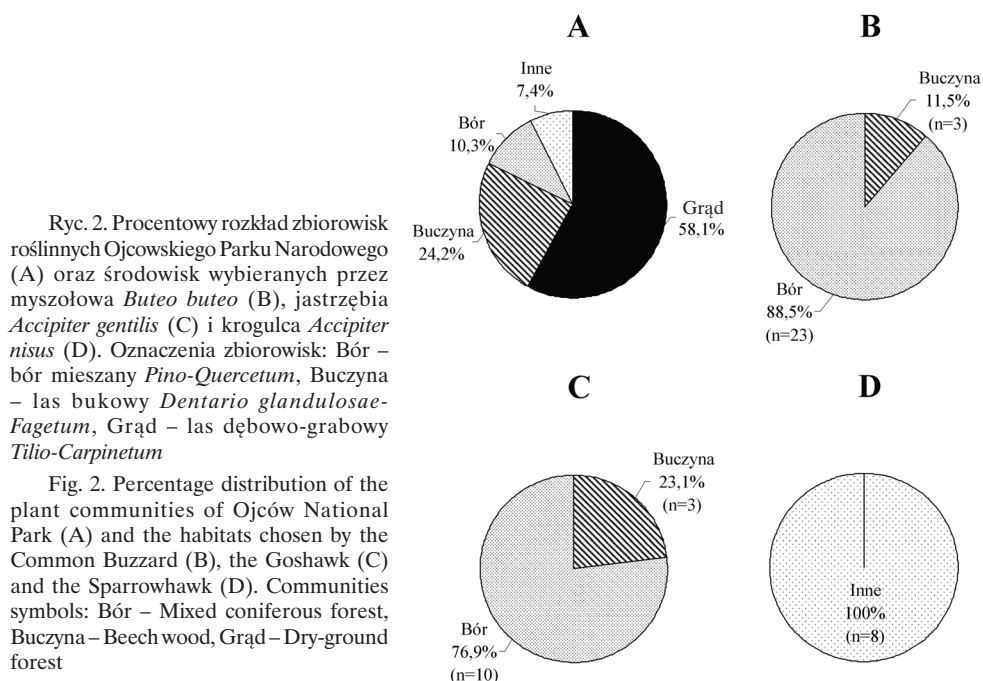 A
Inne
7,4%
Bór
10,3%
Buczyna
24,2%
Grąd
58,1%
B
Buczyna
11,5%
(n=3)
Bór
88,5%
(n=23)
C
Buczyna
23,1%
(n=3)
Bór
76,9%
(n=10)
D
Inne
100%
(n=8)
Ryc. 2. Procentowy rozkład zbiorowisk
roślinnych Ojcowskiego Parku Narodowego
(A) oraz środowisk wybieranych przez
myszołowa Buteo buteo (B), jastrzębia
Accipiter gentilis (C) i krogulca Accipiter
nisus (D). Oznaczenia zbiorowisk: Bór –
bór mieszany Pino-Quercetum, Buczyna
– las bukowy Dentario glandulosae-
Fagetum, Grąd – las dębowo-grabowy
Tilio-Carpinetum
Fig. 2. Percentage distribution of the
plant communities of Ojców National
Park (A) and the habitats chosen by the
Common Buzzard (B), the Goshawk (C)
and the Sparrowhawk (D). Communities
symbols: Bór – Mixed coniferous forest,
Buczyna – Beech wood, Grąd – Dry-ground
forest